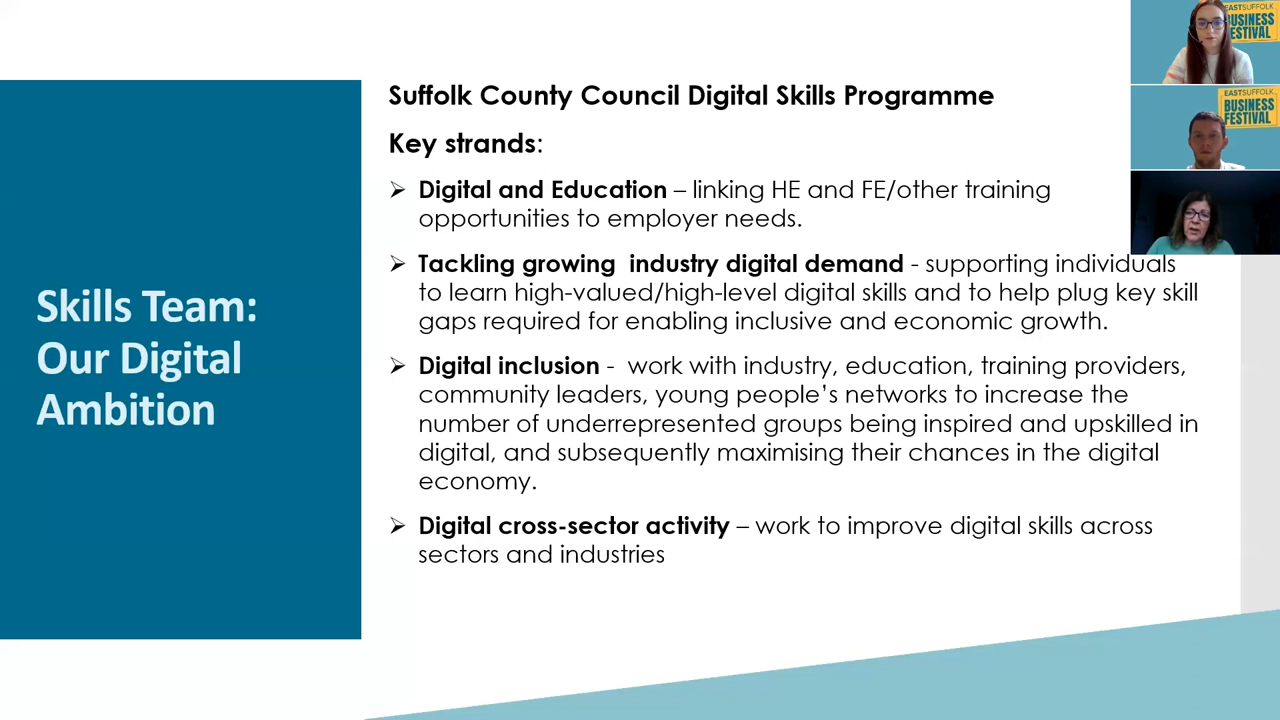 Skills Team:
Our Digital
Ambition
Suffolk County Council Digital Skills Programme
Key strands:
➢ Digital and Education – linking HE and FE/other training
opportunities to employer needs.
➢ Tackling growing  industry digital demand - supporting individuals
to learn high-valued/high-level digital skills and to help plug key skill
gaps required for enabling inclusive and economic growth.
➢ Digital inclusion -  work with industry, education, training providers,
community leaders, young people’s networks to increase the
number of underrepresented groups being inspired and upskilled in
digital, and subsequently maximising their chances in the digital
economy.
➢ Digital cross-sector activity – work to improve digital skills across
sectors and industries
EASTSUFFOLK
BUSINESS
FESTIVAL
EASTSUFFOLK
BUSINESS
FESTIVAL